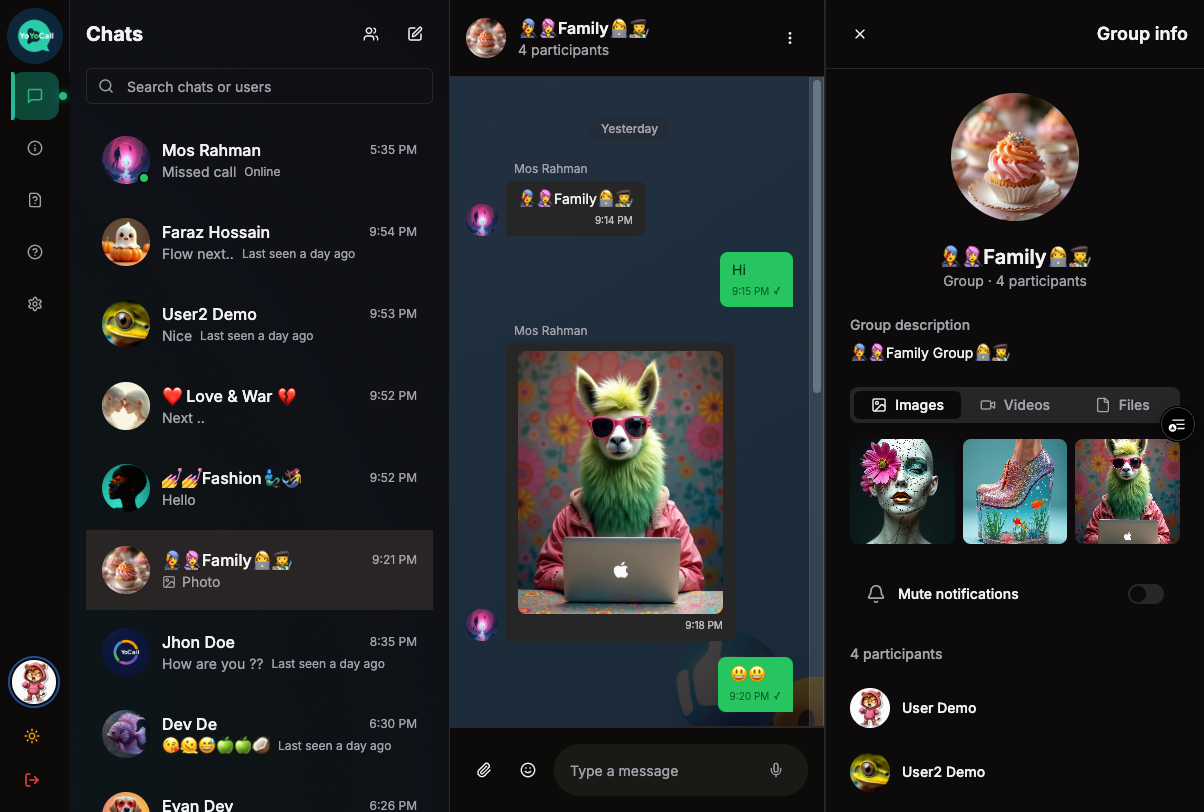 YoYoCall
Chats
Search chats or users
Mos Rahman 5:35 PM
Missed call Online
Faraz Hossain 9:54 PM
Flow next.. Last seen a day ago
User2 Demo 9:53 PM
Nice Last seen a day ago
❤️ Love & War 💔 9:52 PM
Next ..
💅💅Fashion🧞‍♂️🧜‍♀️ 9:52 PM
Hello
👩‍🚀👩‍🎤Family👩‍💻👩‍🎓 9:21 PM
Photo
YoCall
Jhon Doe 8:35 PM
How are you ?? Last seen a day ago
Dev De 6:30 PM
😘🫠😅🍏🍏🥥 Last seen a day ago
Evan Dev 6:26 PM
👩‍🚀👩‍🎤Family👩‍💻👩‍🎓
4 participants
Yesterday
Mos Rahman
👩‍🚀👩‍🎤Family👩‍💻👩‍🎓
9:14 PM
Hi
9:15 PM ✓
Mos Rahman
9:18 PM
😃😃
9:20 PM ✓
Type a message
Group info
👩‍🚀👩‍🎤Family👩‍💻👩‍🎓
Group · 4 participants
Group description
👩‍🚀👩‍🎤Family Group👩‍💻👩‍🎓
Images Videos Files
Mute notifications
4 participants
User Demo
User2 Demo